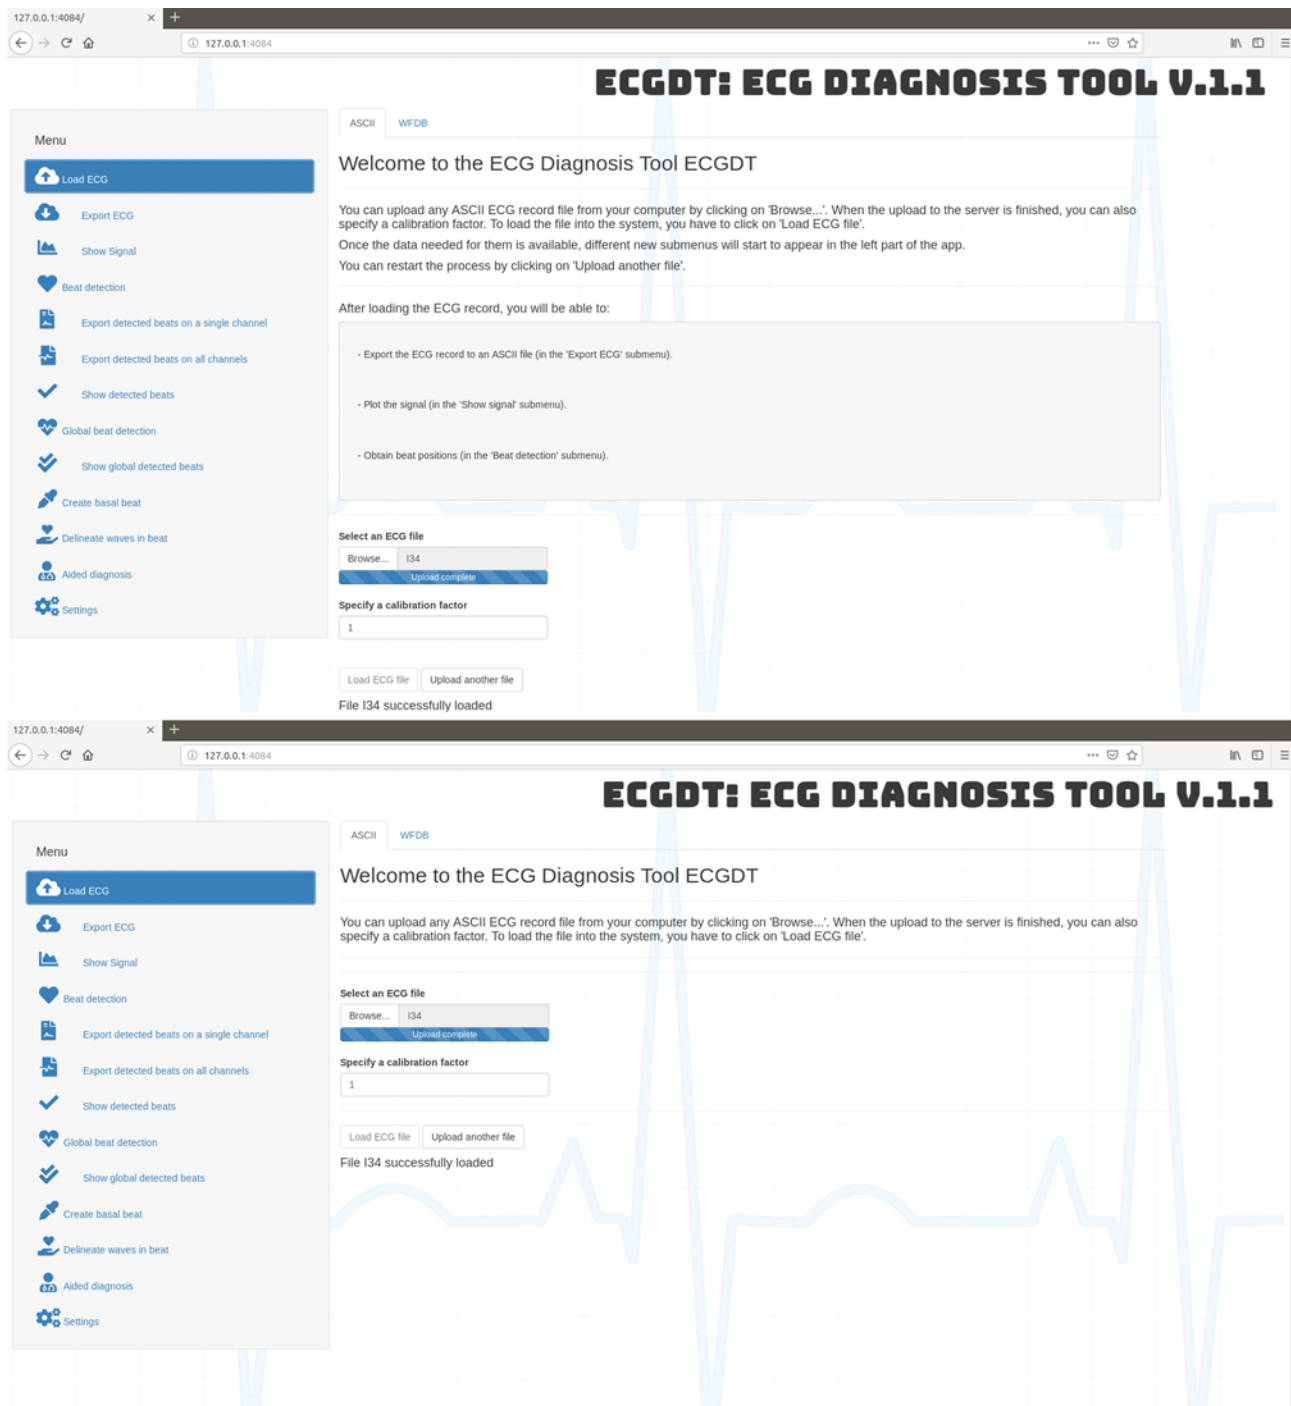 127.0.0.1:4084/
127.0.0.1:4084
ECGDT: ECG DIAGNOSIS TOOL V.1.1
Menu
Load ECG
Export ECG
Show Signal
Beat detection
Export detected beats on a single channel
Export detected beats on all channels
Show detected beats
Global beat detection
Show global detected beats
Create basal beat
Delineate waves in beat
Aided diagnosis
Settings
ASCII WFDB
Welcome to the ECG Diagnosis Tool ECGDT
You can upload any ASCII ECG record file from your computer by clicking on 'Browse...'. When the upload to the server is finished, you can also
specify a calibration factor. To load the file into the system, you have to click on 'Load ECG file'.
Once the data needed for them is available, different new submenus will start to appear in the left part of the app.
You can restart the process by clicking on 'Upload another file'.
After loading the ECG record, you will be able to:
- Export the ECG record to an ASCII file (in the 'Export ECG' submenu).
- Plot the signal (in the 'Show signal' submenu).
- Obtain beat positions (in the 'Beat detection' submenu).
Select an ECG file
Browse... I34
Upload complete
Specify a calibration factor
1
Load ECG file Upload another file
File I34 successfully loaded
127.0.0.1:4084/
127.0.0.1:4084
ECGDT: ECG DIAGNOSIS TOOL V.1.1
Menu
Load ECG
Export ECG
Show Signal
Beat detection
Export detected beats on a single channel
Export detected beats on all channels
Show detected beats
Global beat detection
Show global detected beats
Create basal beat
Delineate waves in beat
Aided diagnosis
Settings
ASCII WFDB
Welcome to the ECG Diagnosis Tool ECGDT
You can upload any ASCII ECG record file from your computer by clicking on 'Browse...'. When the upload to the server is finished, you can also
specify a calibration factor. To load the file into the system, you have to click on 'Load ECG file'.
Select an ECG file
Browse... I34
Upload complete
Specify a calibration factor
1
Load ECG file Upload another file
File I34 successfully loaded